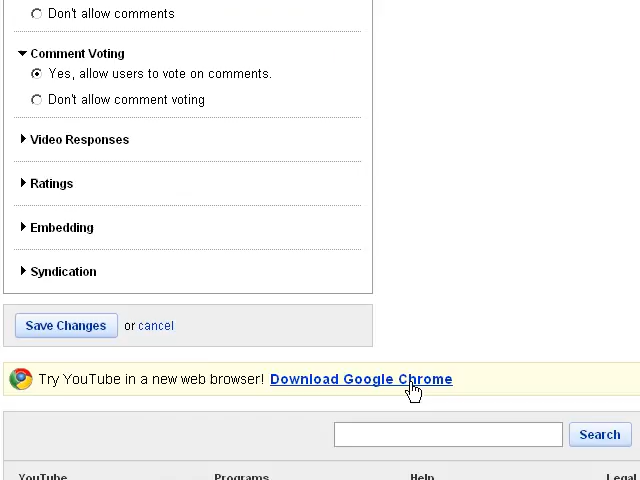 Don't allow comments
Comment Voting
Yes, allow users to vote on comments.
Don't allow comment voting
Video Responses
Ratings
Embedding
Syndication
Save Changes or cancel
Try YouTube in a new web browser! Download Google Chrome
Search
YouTube Programs Help Legal